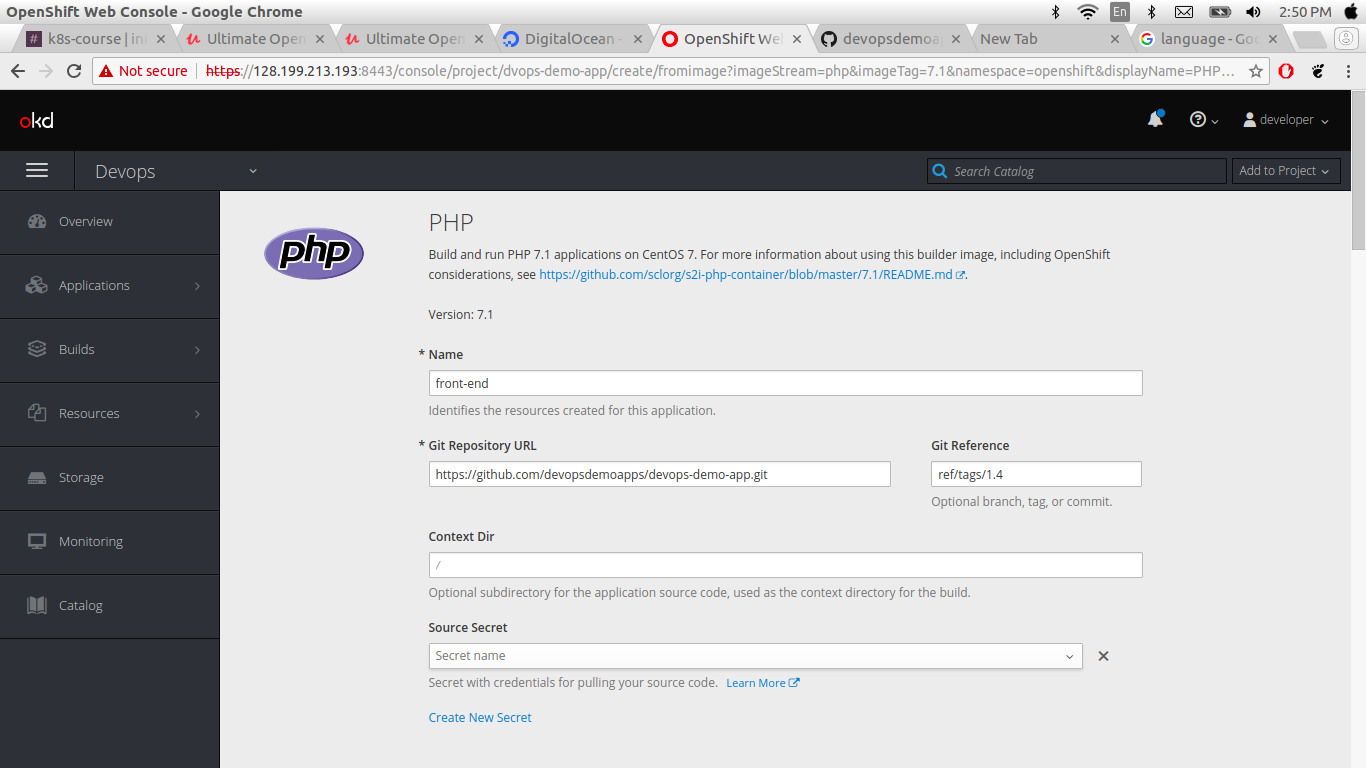 OpenShift Web Console - Google Chrome
En
2:50 PM
# k8s-course | in
Ultimate Open
Ultimate Open
DigitalOcean -
OpenShift We
devopsdemoa
New Tab
language - Goo
Not secure
https://128.199.213.193:8443/console/project/dvops-demo-app/create/fromimage?imageStream=php&imageTag=7.1&namespace=openshift&displayName=PHP...
okd
developer
Devops
Search Catalog
Add to Project
Overview
Applications
Builds
Resources
Storage
Monitoring
Catalog
php
PHP
Build and run PHP 7.1 applications on CentOS 7. For more information about using this builder image, including OpenShift
considerations, see https://github.com/sclorg/s2i-php-container/blob/master/7.1/README.md.
Version: 7.1
* Name
front-end
Identifies the resources created for this application.
* Git Repository URL
https://github.com/devopsdemoapps/devops-demo-app.git
Git Reference
ref/tags/1.4
Optional branch, tag, or commit.
Context Dir
/
Optional subdirectory for the application source code, used as the context directory for the build.
Source Secret
Secret name
Secret with credentials for pulling your source code. Learn More
Create New Secret